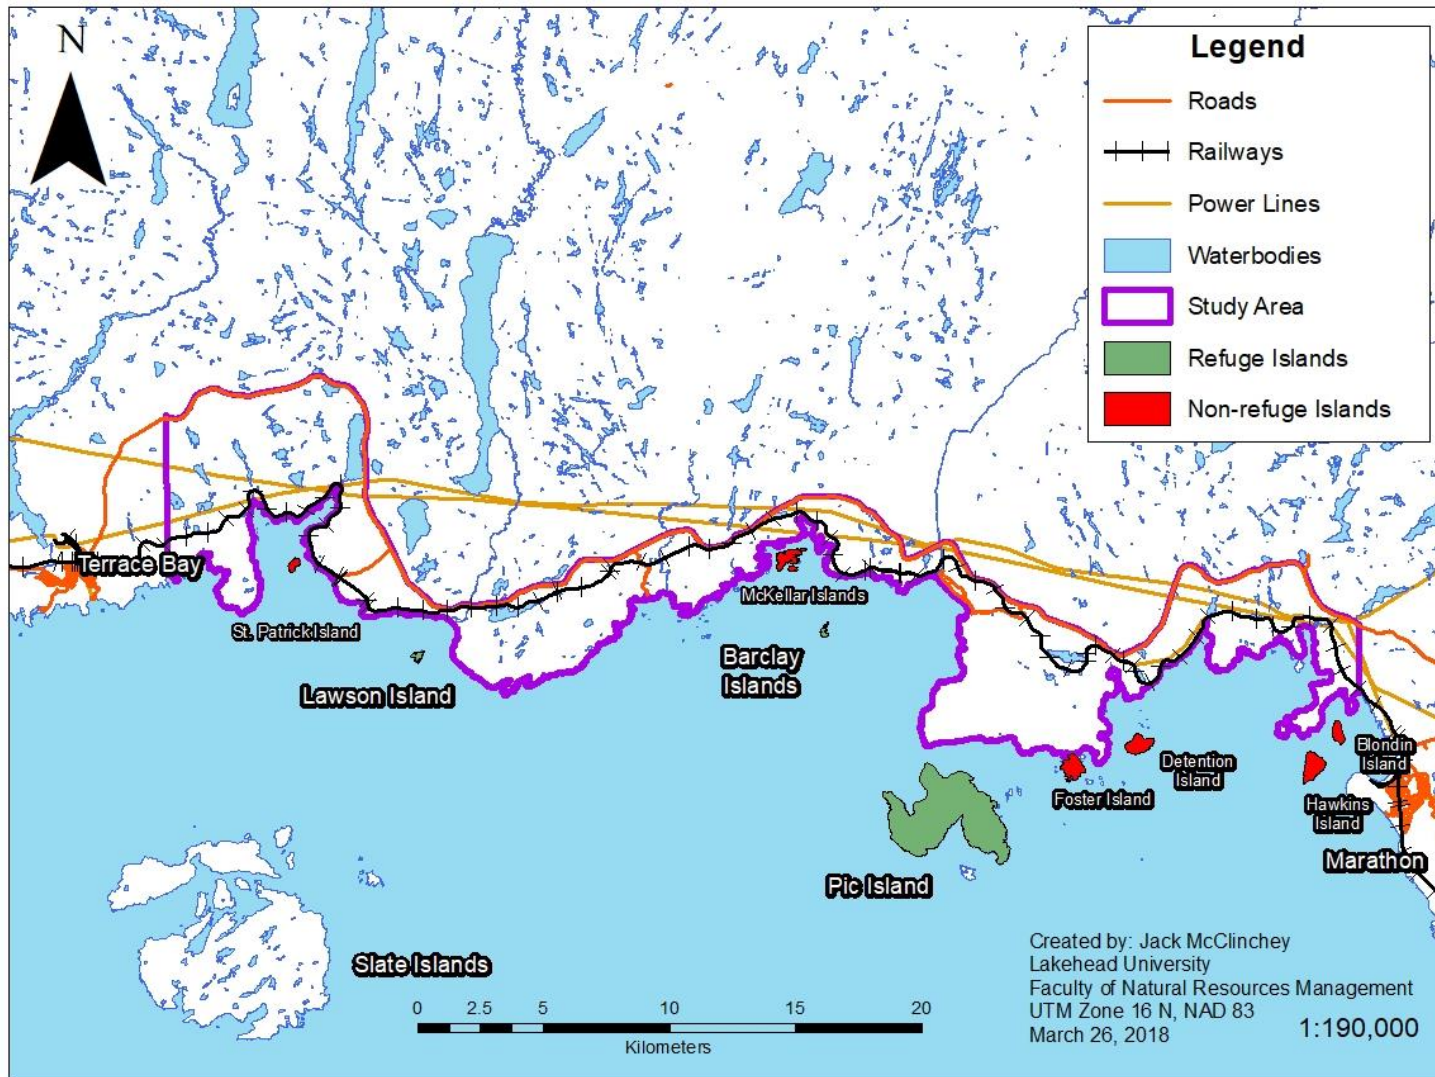 N
Legend
Roads
Railways
Power Lines
Waterbodies
Study Area
Refuge Islands
Non-refuge Islands
Terrace Bay
St. Patrick Island
Lawson Island
McKellar Islands
Barclay
Islands
Detention
Island
Foster Island
Blondin
Island
Hawkins
Island
Marathon
Pic Island
Slate Islands
0 2.5 5 10 15 20
Kilometers
Created by: Jack McClinchey
Lakehead University
Faculty of Natural Resources Management
UTM Zone 16 N, NAD 83
March 26, 2018
1:190,000